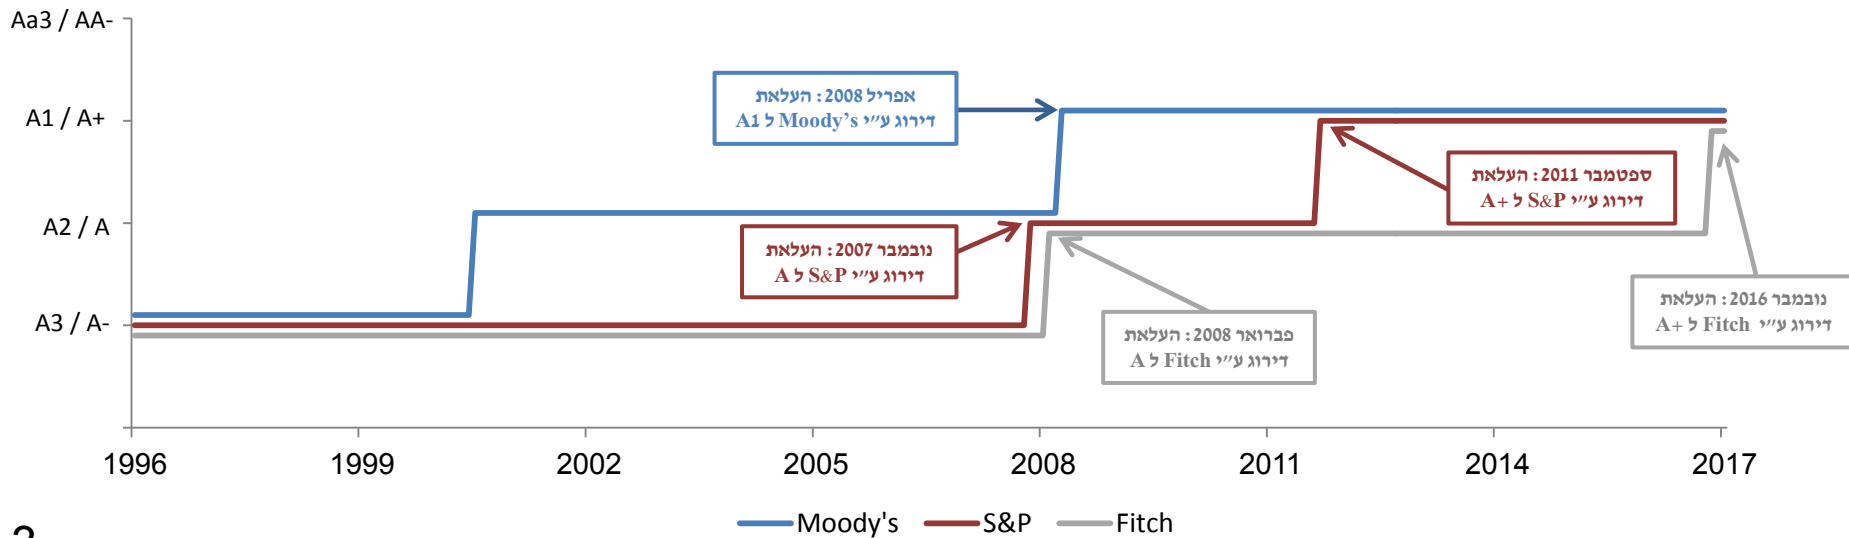 Aa3 / AA-
A1 / A+
A2 / A
A3 / A-
אפריל 2008: העלאת
דירוג ע״י Moody's ל A1
ספטמבר 2011: העלאת
דירוג ע״י S&P ל A+
נובמבר 2007: העלאת
דירוג ע״י S&P ל A
נובמבר 2016: העלאת
דירוג ע״י Fitch ל A+
פברואר 2008: העלאת
דירוג ע״י Fitch ל A
1996 1999 2002 2005 2008 2011 2014 2017
Moody's S&P Fitch